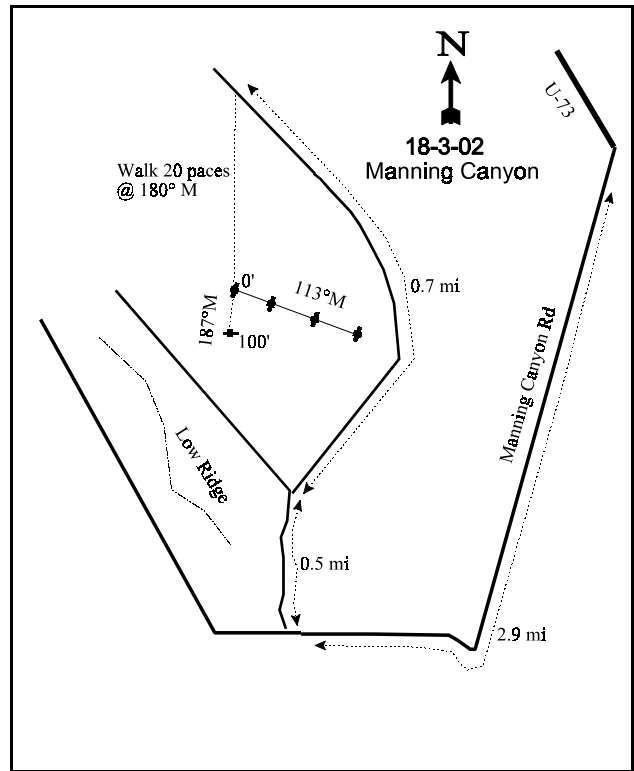 N
U-73
18-3-02
Manning Canyon
Walk 20 paces
@ 180° M
0'
113°M
0.7 mi
187°M
100'
Manning Canyon Rd
Low Ridge
0.5 mi
2.9 mi